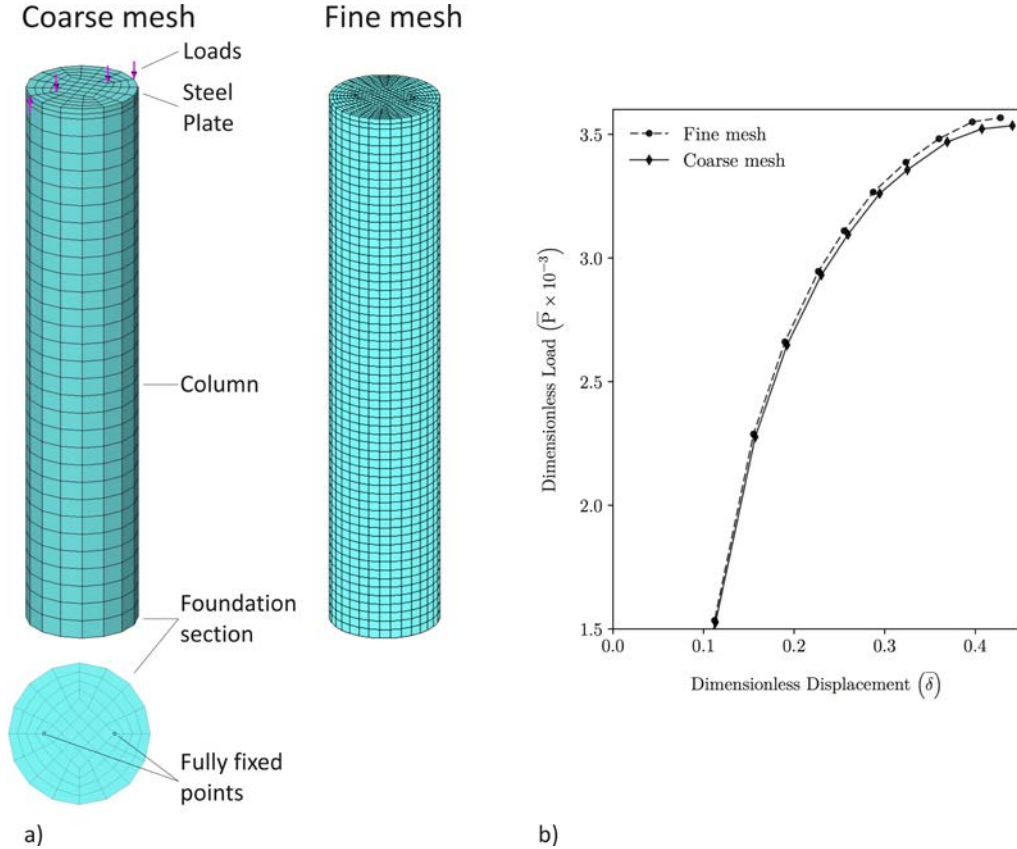 Coarse mesh
Fine mesh
Loads
Steel
Plate
Column
Foundation
section
Fully fixed
points
a)
Fine mesh
Coarse mesh
3.5
3.0
2.5
2.0
1.5
0.0
0.1
0.2
0.3
0.4
Dimensionless Load (P̅ × 10⁻³)
Dimensionless Displacement (δ̅)
b)